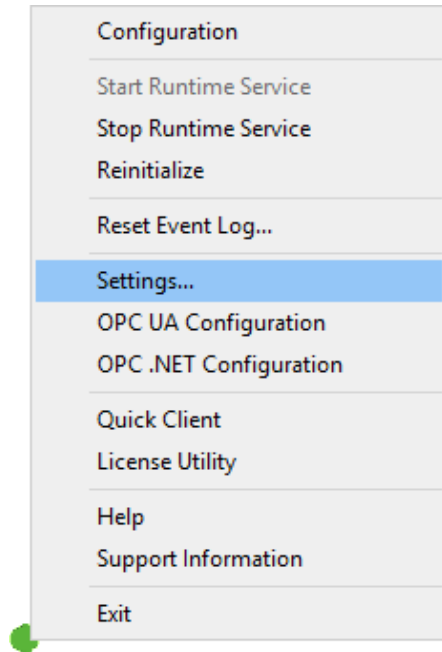 Configuration
Start Runtime Service
Stop Runtime Service
Reinitialize
Reset Event Log...
Settings...
OPC UA Configuration
OPC .NET Configuration
Quick Client
License Utility
Help
Support Information
Exit